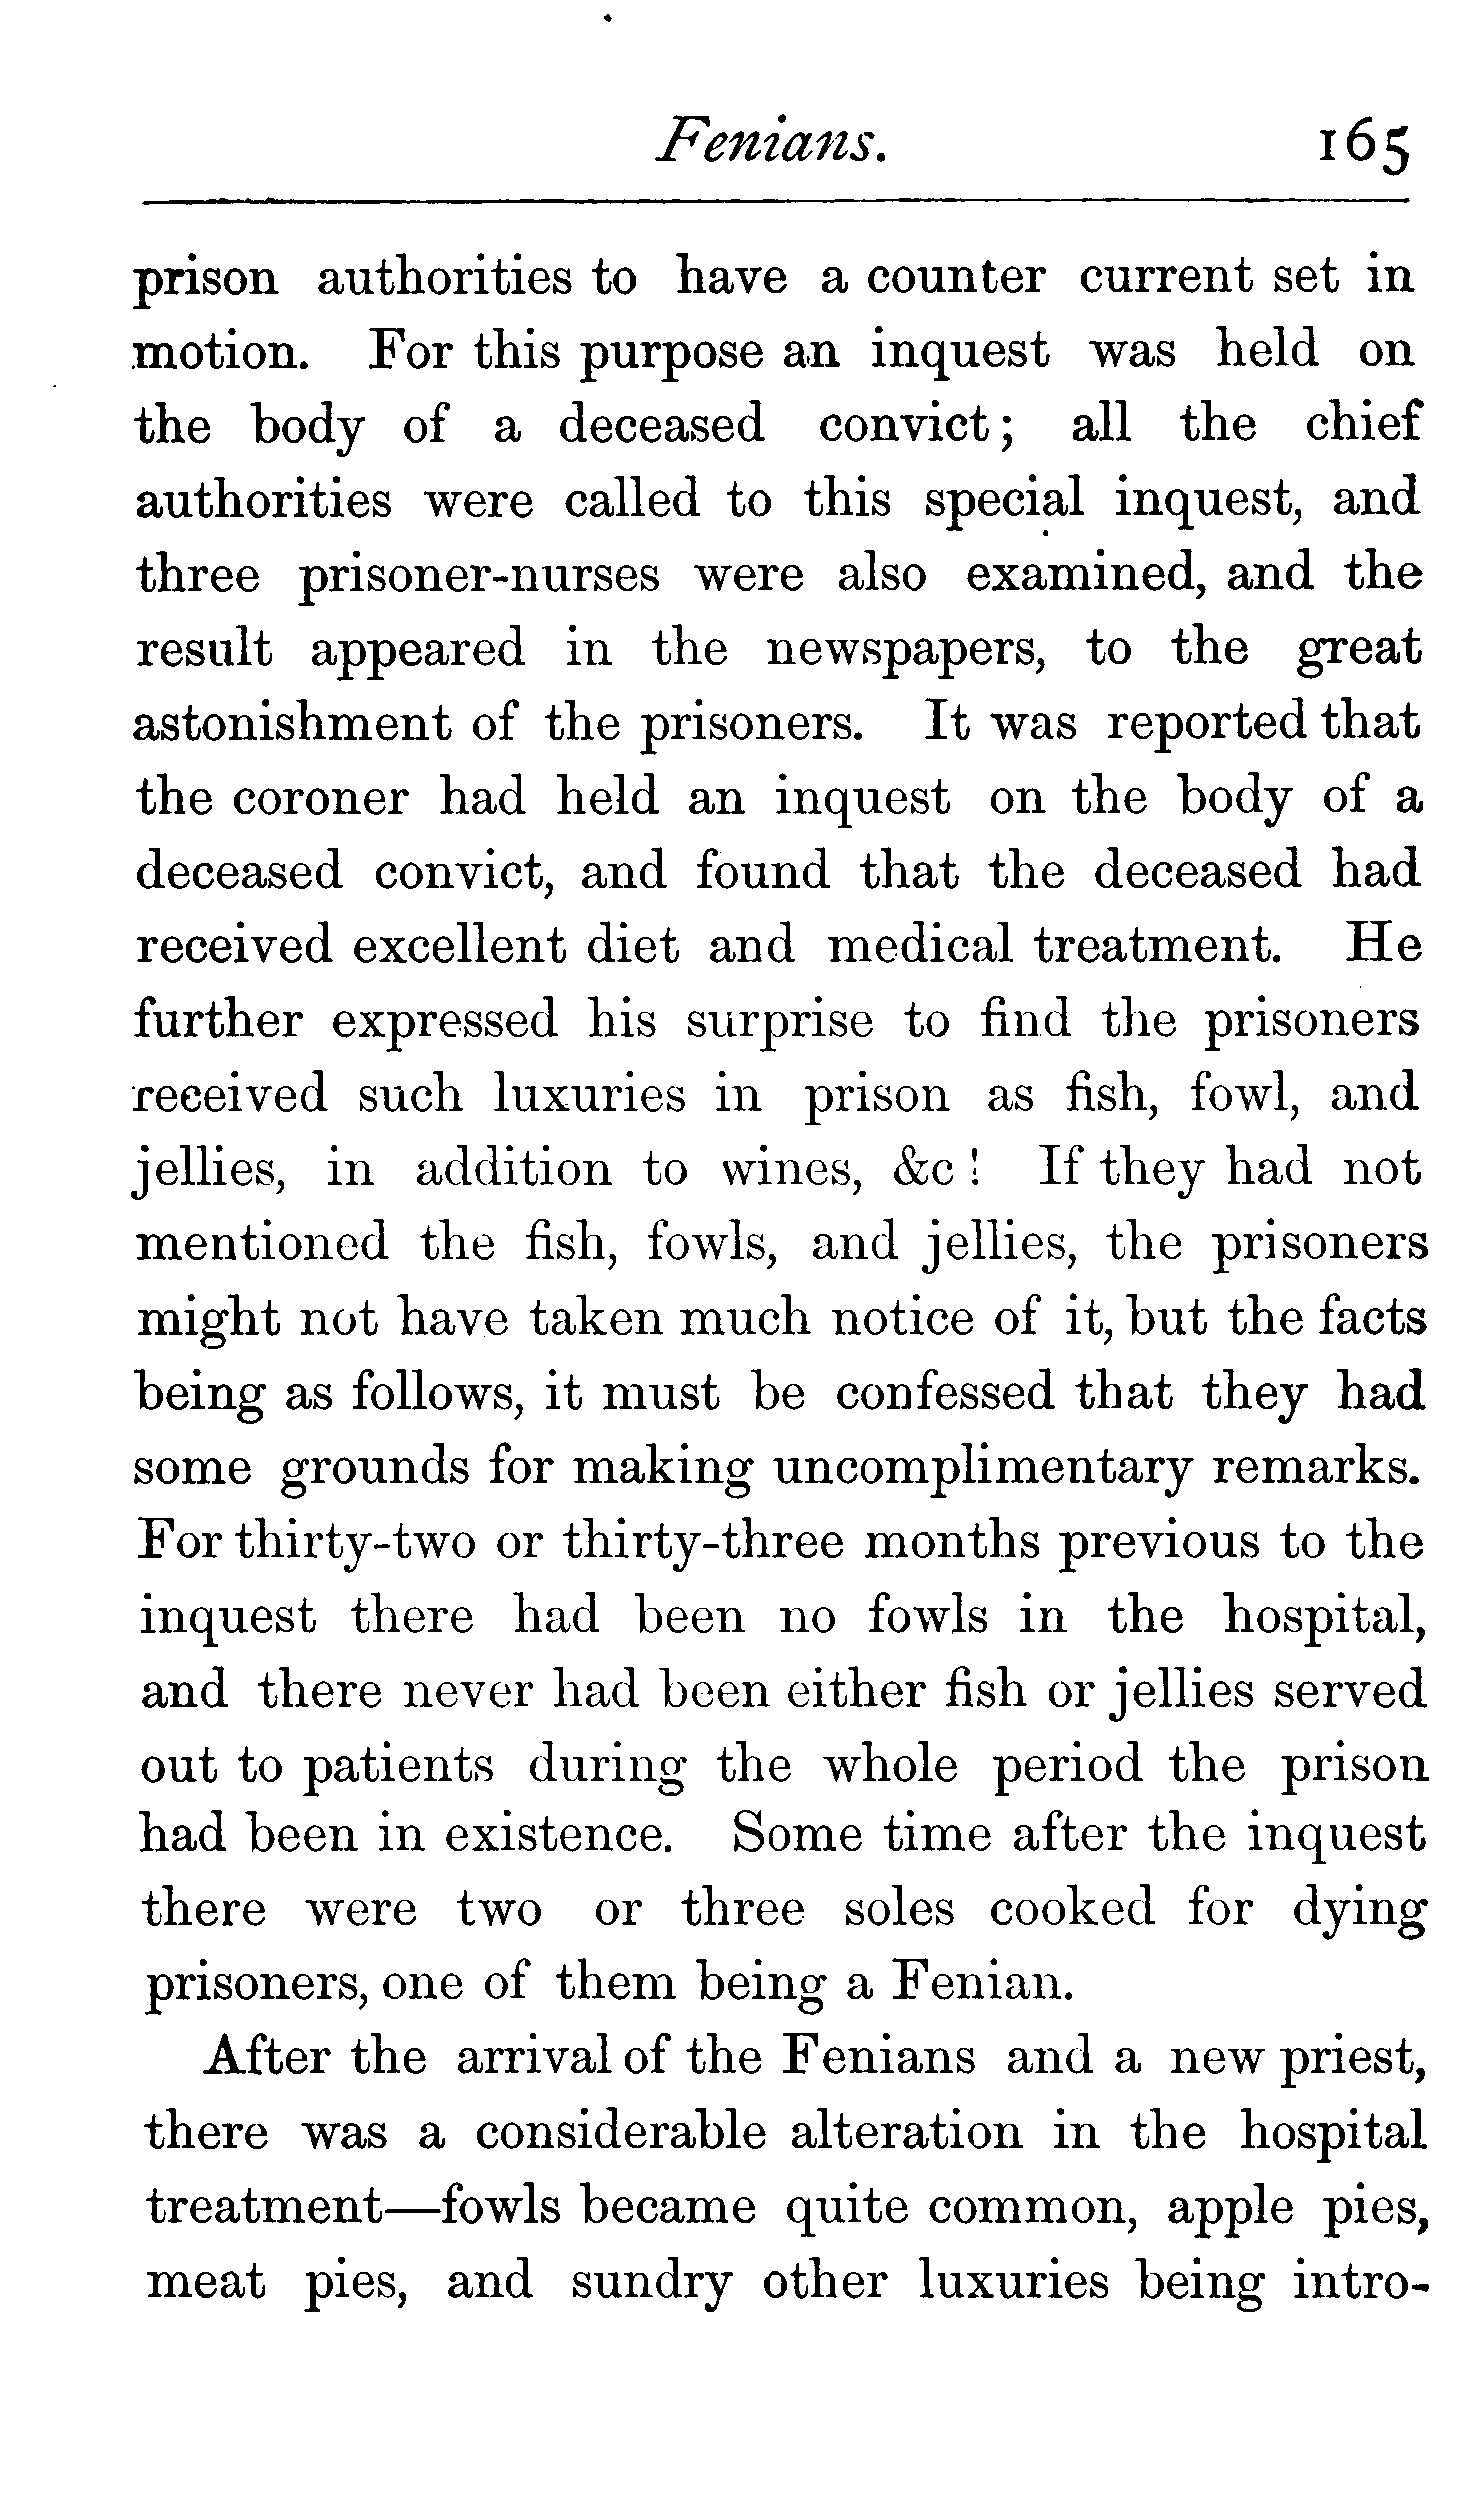 Fenians. 165
prison authorities to have a counter current set in
motion. For this purpose an inquest was held on
the body of a deceased convict; all the chief
authorities were called to this special inquest, and
three prisoner-nurses were also examined, and the
result appeared in the newspapers, to the great
astonishment of the prisoners. It was reported that
the coroner had held an inquest on the body of a
deceased convict, and found that the deceased had
received excellent diet and medical treatment. He
further expressed his surprise to find the prisoners
received such luxuries in prison as fish, fowl, and
jellies, in addition to wines, &c! If they had not
mentioned the fish, fowls, and jellies, the prisoners
might not have taken much notice of it, but the facts
being as follows, it must be confessed that they had
some grounds for making uncomplimentary remarks.
For thirty-two or thirty-three months previous to the
inquest there had been no fowls in the hospital,
and there never had been either fish or jellies served
out to patients during the whole period the prison
had been in existence. Some time after the inquest
there were two or three soles cooked for dying
prisoners, one of them being a Fenian.
After the arrival of the Fenians and a new priest,
there was a considerable alteration in the hospital
treatment—fowls became quite common, apple pies,
meat pies, and sundry other luxuries being intro-